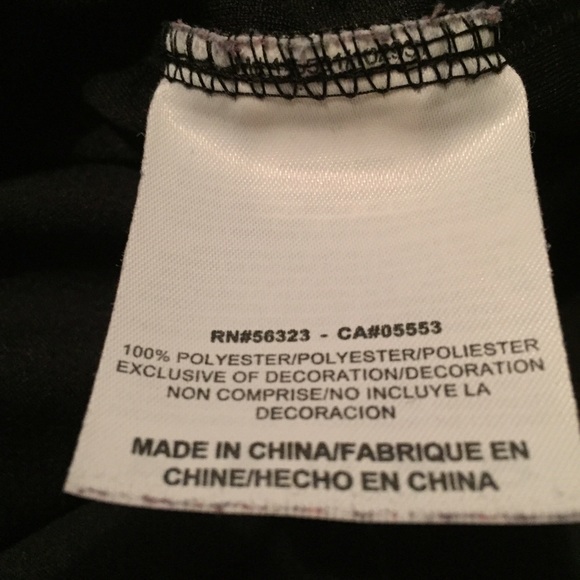 RN#56323 - CA#05553
100% POLYESTER/POLYESTER/POLIESTER
EXCLUSIVE OF DECORATION/DECORATION
NON COMPRISE/NO INCLUYE LA
DECORACION
MADE IN CHINA/FABRIQUE EN
CHINE/HECHO EN CHINA